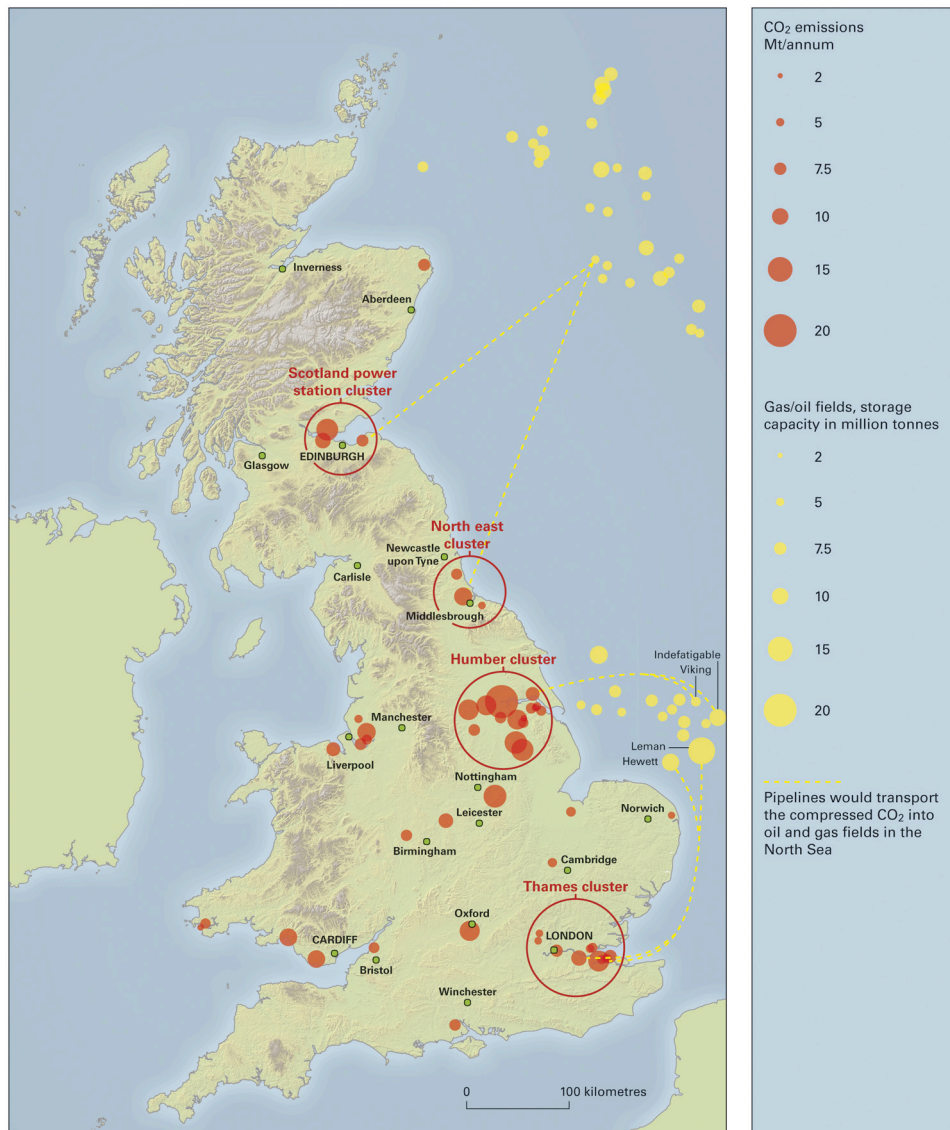 Inverness
Aberdeen
Scotland power
station cluster
EDINBURGH
Glasgow
North east
cluster
Newcastle
upon Tyne
Carlisle
Middlesbrough
Humber cluster
Indefatigable
Viking
Manchester
Liverpool
Leman
Hewett
Nottingham
Leicester
Norwich
Birmingham
Cambridge
Thames cluster
Oxford
LONDON
CARDIFF
Bristol
Winchester
0 100 kilometres
CO₂ emissions
Mt/annum
2
5
7.5
10
15
20
Gas/oil fields, storage
capacity in million tonnes
2
5
7.5
10
15
20
Pipelines would transport
the compressed CO₂ into
oil and gas fields in the
North Sea